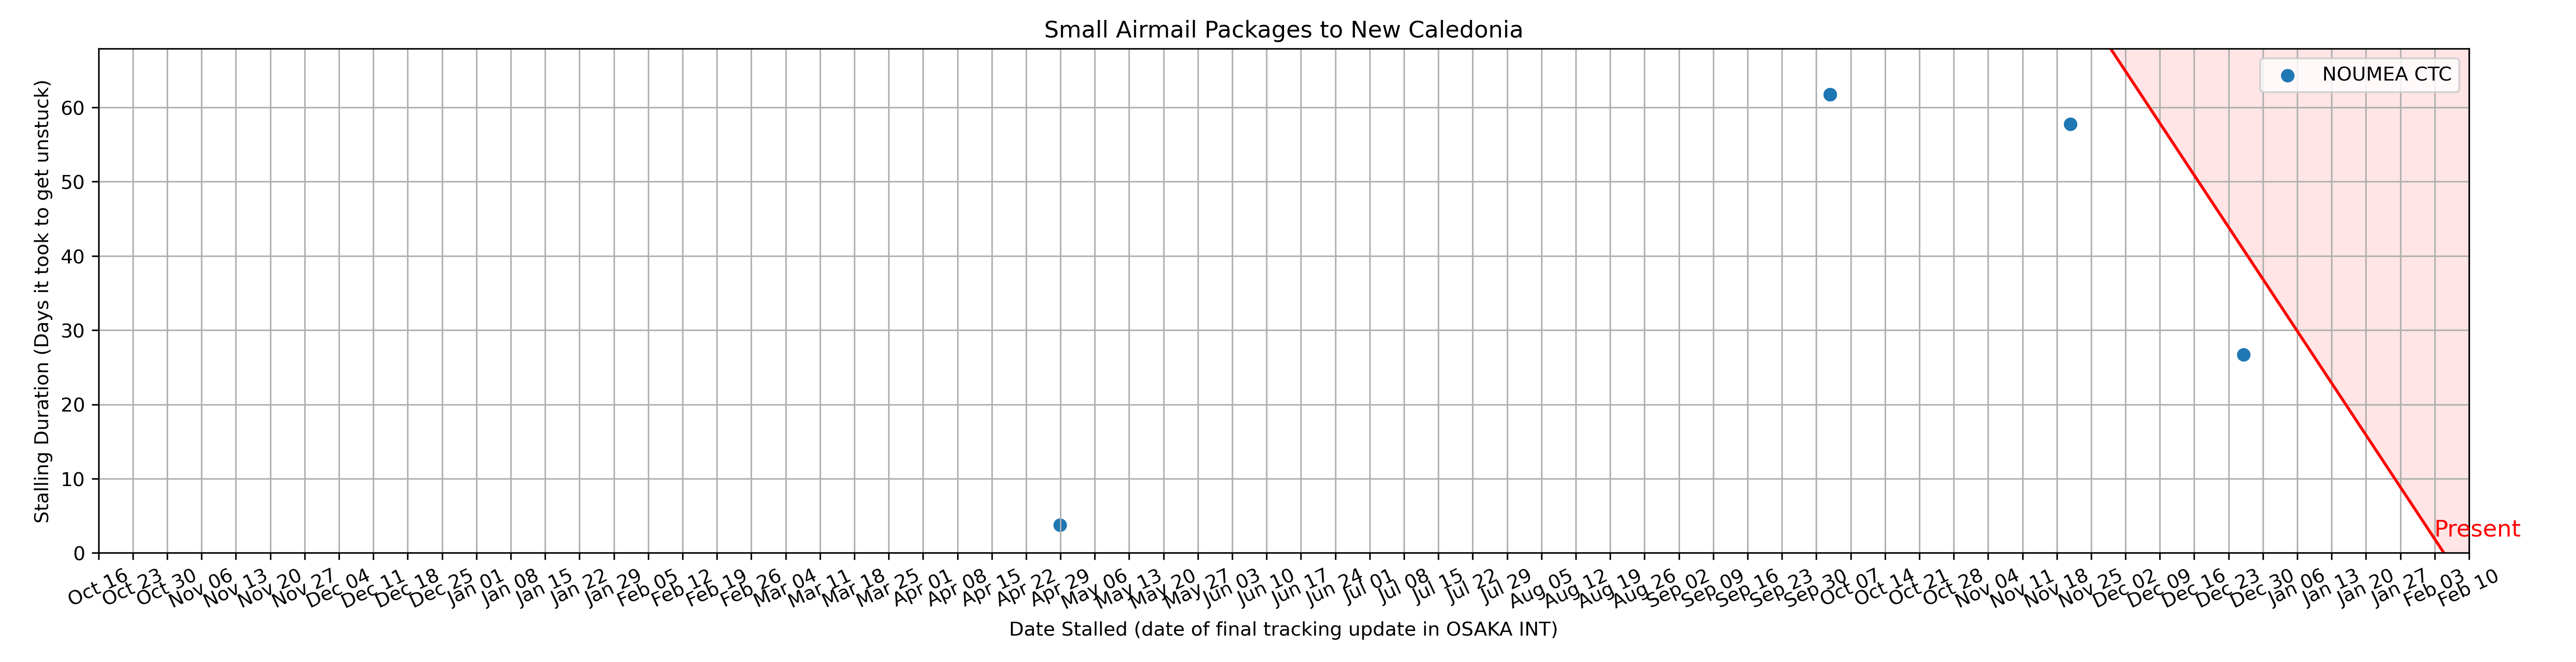 Small Airmail Packages to New Caledonia
NOUMEA CTC
Stalling Duration (Days it took to get unstuck)
60
50
40
30
20
10
0
Present
Oct 16 Oct 23 Oct 30 Nov 06 Nov 13 Nov 20 Nov 27 Dec 04 Dec 11 Dec 18 Dec 25 Jan 01 Jan 08 Jan 15 Jan 22 Jan 29 Feb 05 Feb 12 Feb 19 Feb 26 Mar 04 Mar 11 Mar 18 Mar 25 Apr 01 Apr 08 Apr 15 Apr 22 Apr 29 May 06 May 13 May 20 May 27 Jun 03 Jun 10 Jun 17 Jun 24 Jul 01 Jul 08 Jul 15 Jul 22 Jul 29 Aug 05 Aug 12 Aug 19 Aug 26 Sep 02 Sep 09 Sep 16 Sep 23 Sep 30 Oct 07 Oct 14 Oct 21 Oct 28 Nov 04 Nov 11 Nov 18 Nov 25 Dec 02 Dec 09 Dec 16 Dec 23 Dec 30 Jan 06 Jan 13 Jan 20 Jan 27 Feb 03 Feb 10
Date Stalled (date of final tracking update in OSAKA INT)